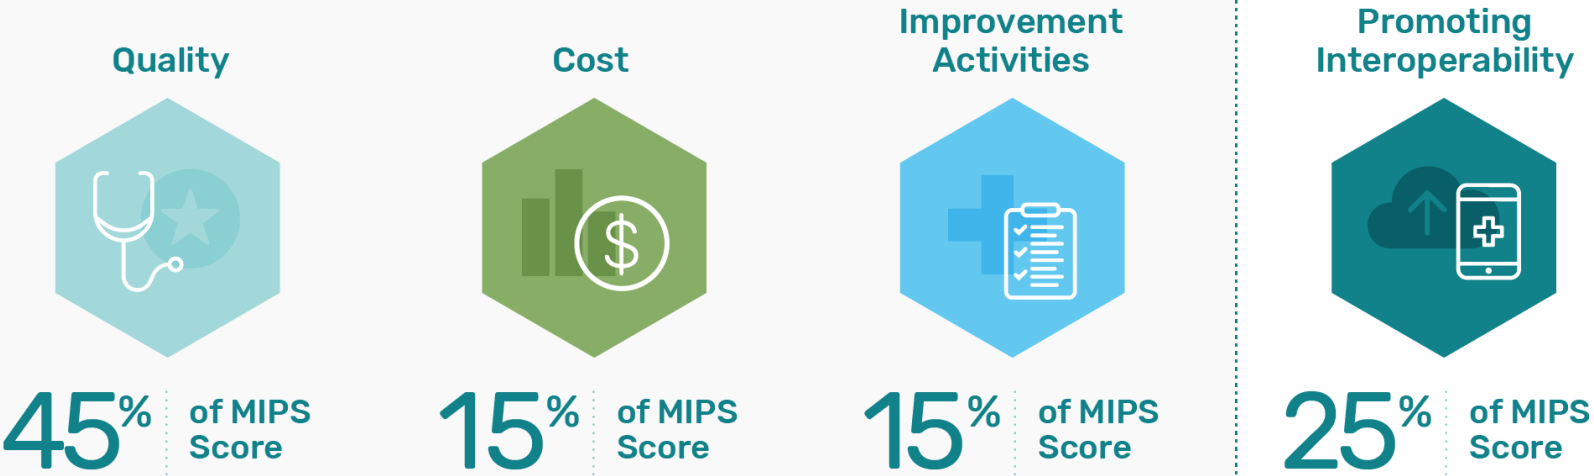 Quality
45% of MIPS
Score
Cost
15% of MIPS
Score
Improvement
Activities
15% of MIPS
Score
Promoting
Interoperability
25% of MIPS
Score